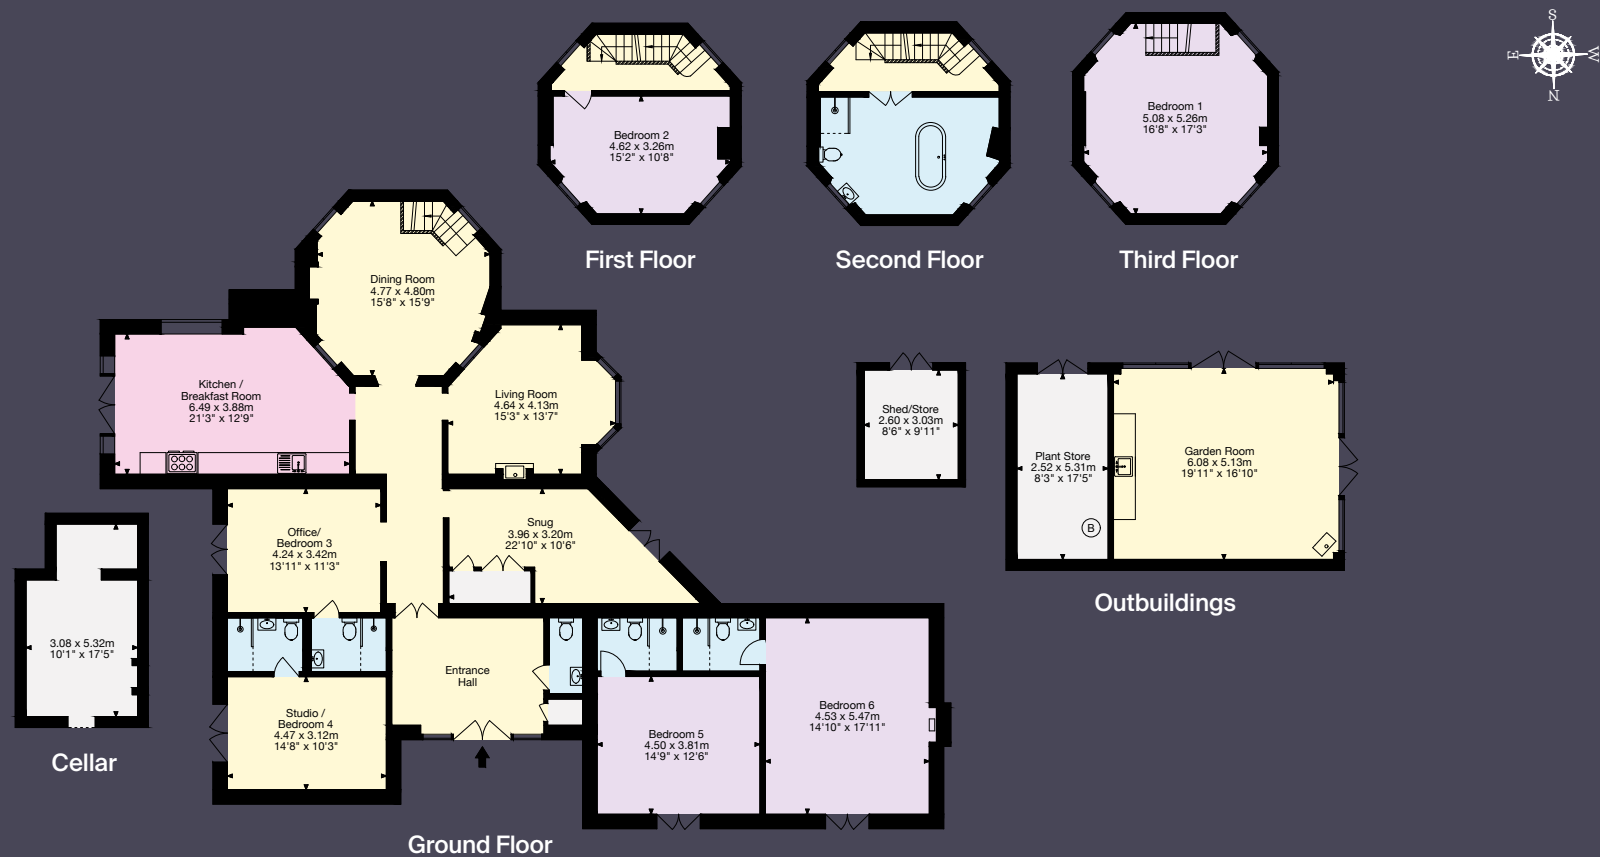 S
E
W
N
Bedroom 2
4.62 x 3.26m
15'2" x 10'8"
First Floor
Second Floor
Bedroom 1
5.08 x 5.26m
16'8" x 17'3"
Third Floor
Dining Room
4.77 x 4.80m
15'8" x 15'9"
Kitchen /
Breakfast Room
6.49 x 3.88m
21'3" x 12'9"
Living Room
4.64 x 4.13m
15'3" x 13'7"
Office/
Bedroom 3
4.24 x 3.42m
13'11" x 11'3"
Snug
3.96 x 3.20m
22'10" x 10'6"
Entrance
Hall
Studio /
Bedroom 4
4.47 x 3.12m
14'8" x 10'3"
Bedroom 5
4.50 x 3.81m
14'9" x 12'6"
Bedroom 6
4.53 x 5.47m
14'10" x 17'11"
Ground Floor
3.08 x 5.32m
10'1" x 17'5"
Cellar
Shed/Store
2.60 x 3.03m
8'6" x 9'11"
Plant Store
2.52 x 5.31m
8'3" x 17'5"
B
Garden Room
6.08 x 5.13m
19'11" x 16'10"
Outbuildings